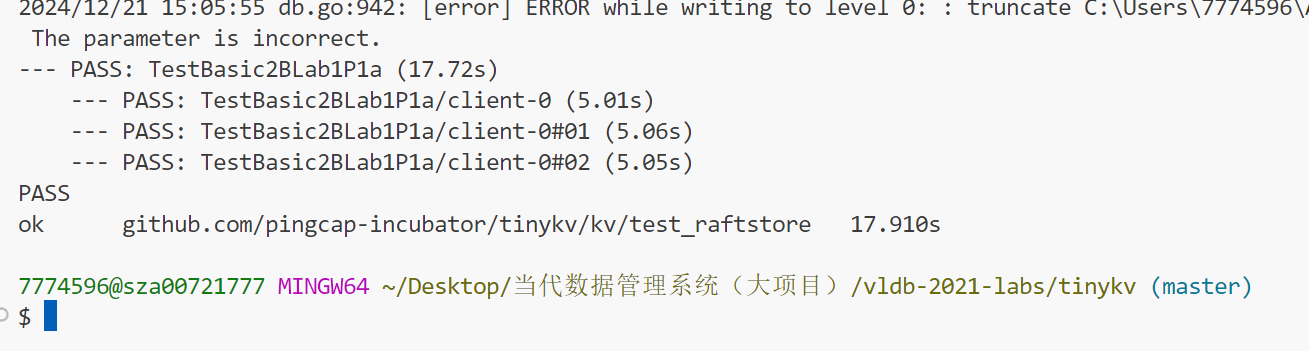 2024/12/21 15:05:55 db.go:942: [error] ERROR while writing to level 0: : truncate C:\Users\7774596\
The parameter is incorrect.
--- PASS: TestBasic2BLab1P1a (17.72s)
--- PASS: TestBasic2BLab1P1a/client-0 (5.01s)
--- PASS: TestBasic2BLab1P1a/client-0#01 (5.06s)
--- PASS: TestBasic2BLab1P1a/client-0#02 (5.05s)
PASS
ok github.com/pingcap-incubator/tinykv/kv/test_raftstore 17.910s
7774596@sza00721777 MINGW64 ~/Desktop/当代数据管理系统（大项目）/vldb-2021-labs/tinykv (master)
$